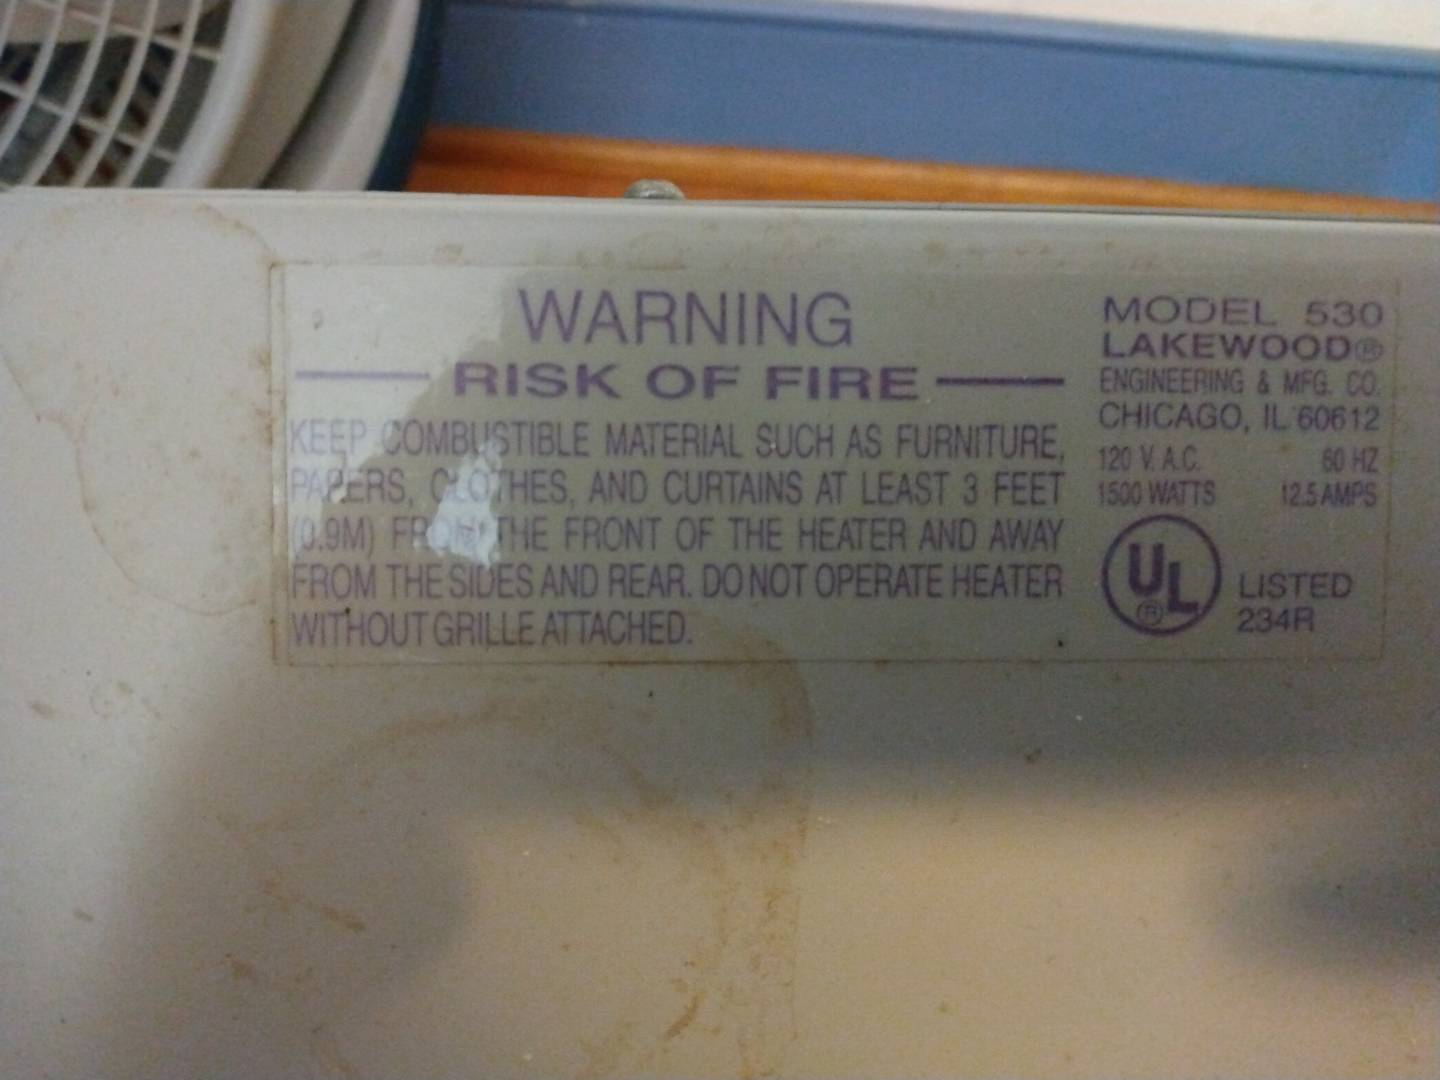 WARNING
RISK OF FIRE
KEEP COMBUSTIBLE MATERIAL SUCH AS FURNITURE,
PAPERS, CLOTHES, AND CURTAINS AT LEAST 3 FEET
(0.9M) FROM THE FRONT OF THE HEATER AND AWAY
FROM THE SIDES AND REAR. DO NOT OPERATE HEATER
WITHOUT GRILLE ATTACHED.
MODEL 530
LAKEWOOD®
ENGINEERING & MFG. CO.
CHICAGO, IL 60612
120 V. A.C. 60 HZ
1500 WATTS 12.5 AMPS
UL®
LISTED
234R